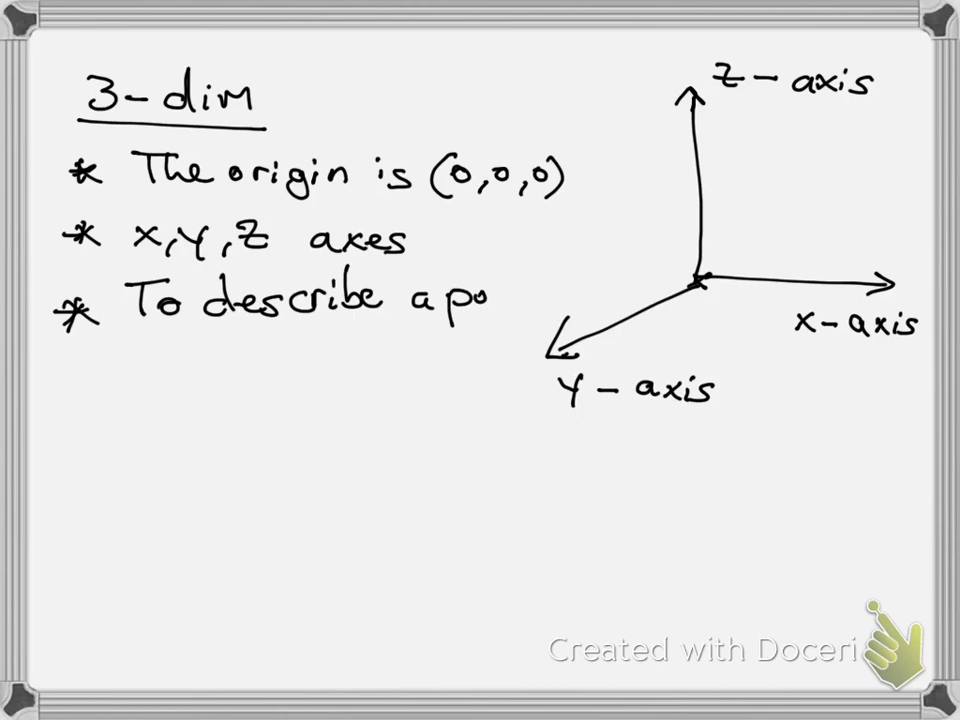 3-dim
* The origin is (0,0,0)
* x,y,z axes
* To describe a po
z-axis
x-axis
y-axis
Created with Doceri